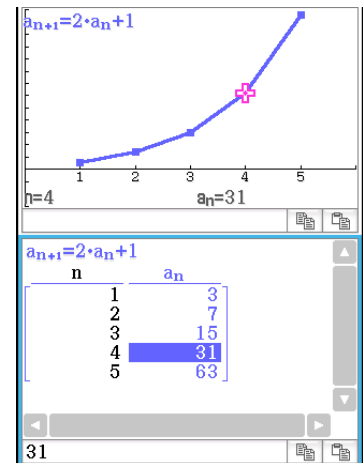 aₙ₊₁=2·aₙ+1
1 2 3 4 5
n=4 aₙ=31
aₙ₊₁=2·aₙ+1
n aₙ
1 3
2 7
3 15
4 31
5 63
31